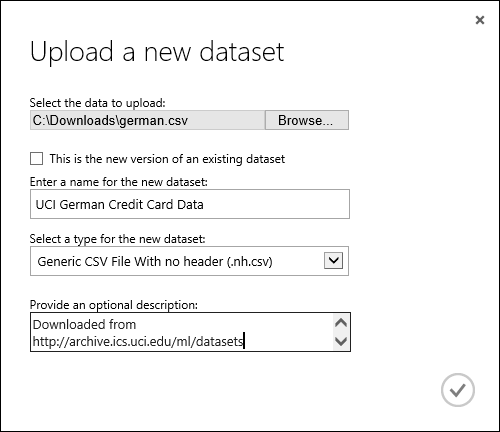 Upload a new dataset
Select the data to upload:
C:\Downloads\german.csv Browse...
This is the new version of an existing dataset
Enter a name for the new dataset:
UCI German Credit Card Data
Select a type for the new dataset:
Generic CSV File With no header (.nh.csv)
Provide an optional description:
Downloaded from
http://archive.ics.uci.edu/ml/datasets